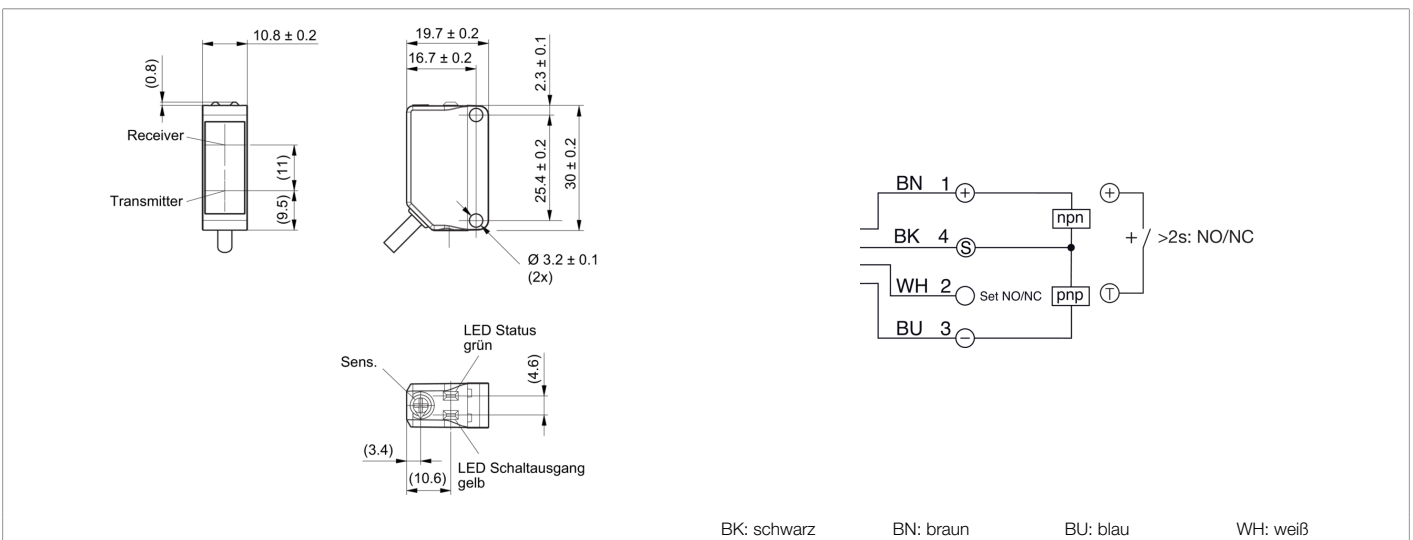 10.8 ± 0.2
(0.8)
Receiver
Transmitter
(11)
(9.5)
19.7 ± 0.2
16.7 ± 0.2
2.3 ± 0.1
25.4 ± 0.2
30 ± 0.2
Ø 3.2 ± 0.1
(2x)
LED Status
grün
Sens.
(4.6)
(3.4)
(10.6)
LED Schaltausgang
gelb
BN 1 +
npn
BK 4 S
WH 2 Set NO/NC
pnp
BU 3 −
+
+ >2s: NO/NC
T
BK: schwarz BN: braun BU: blau WH: weiß